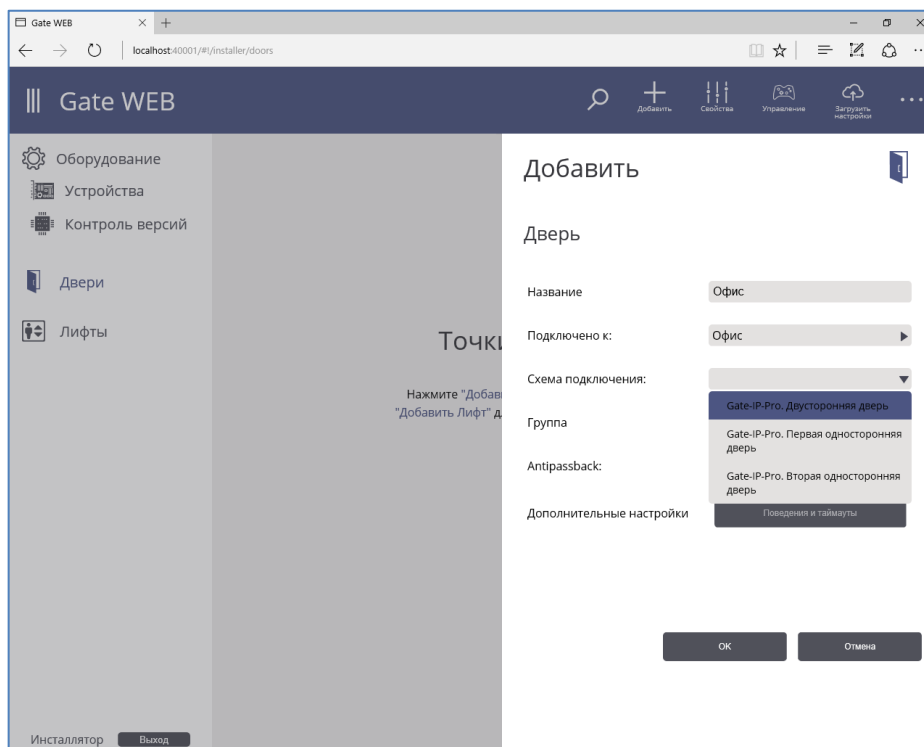 Gate WEB
localhost:40001/#!/installer/doors
Gate WEB
Добавить
Свойства
Управление
Загрузить
настройки
Оборудование
Устройства
Контроль версий
Двери
Лифты
Точки
Нажмите "Добав
"Добавить Лифт" д
Добавить
Дверь
Название
Офис
Подключено к:
Офис
Схема подключения:
Gate-IP-Pro. Двусторонняя дверь
Gate-IP-Pro. Первая односторонняя
дверь
Gate-IP-Pro. Вторая односторонняя
дверь
Группа
Antipassback:
Дополнительные настройки
Поведения и таймауты
OK
Отмена
Инсталлятор
Выход